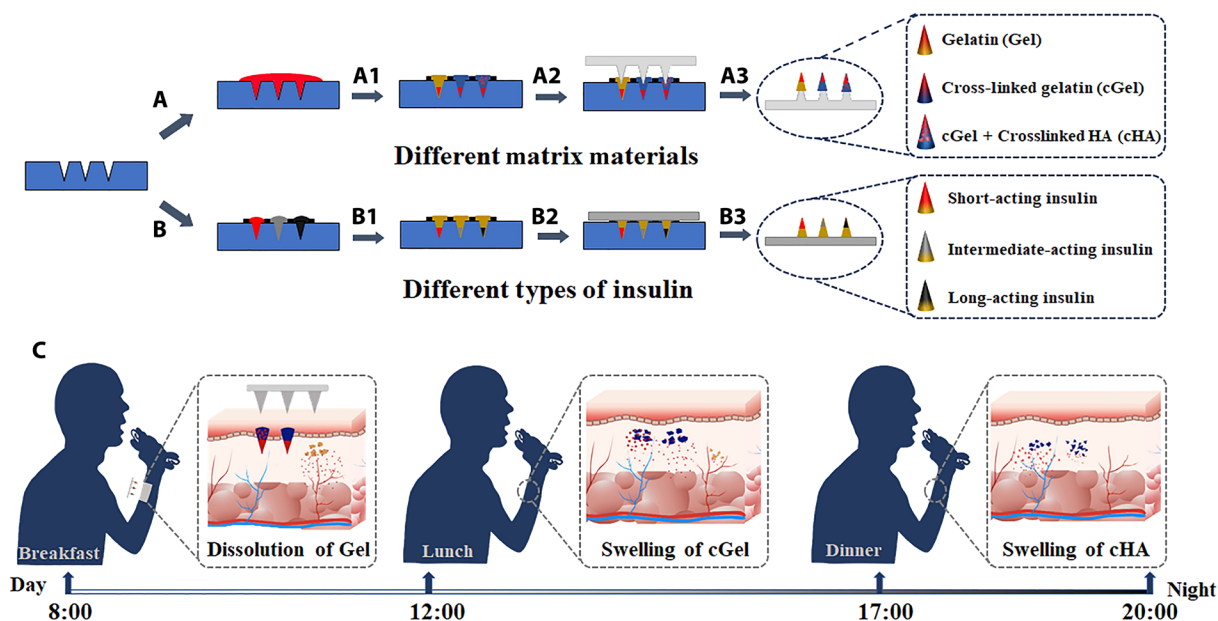 A
A1
A2
A3
Gelatin (Gel)
Cross-linked gelatin (cGel)
cGel + Crosslinked HA (cHA)
Different matrix materials
B
B1
B2
B3
Short-acting insulin
Intermediate-acting insulin
Long-acting insulin
Different types of insulin
C
Breakfast
Dissolution of Gel
Lunch
Swelling of cGel
Dinner
Swelling of cHA
Day
Night
8:00
12:00
17:00
20:00